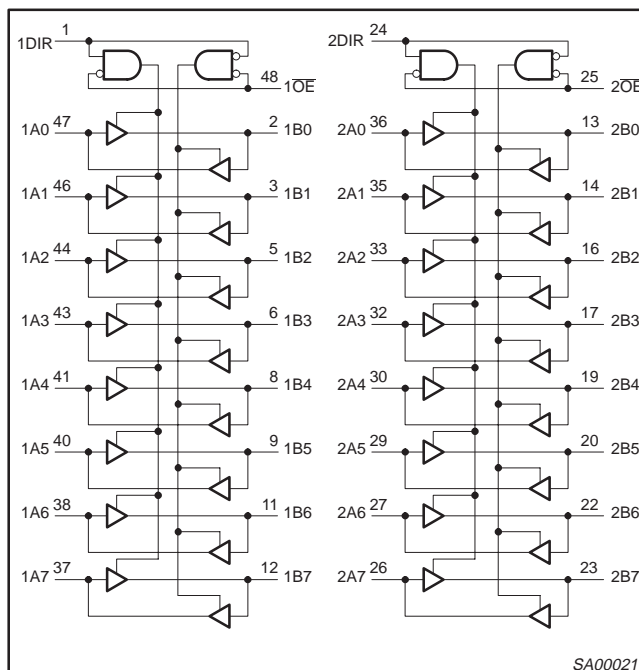 1DIR 1 2DIR 24
48 1O̅E̅ 25 2O̅E̅
1A0 47 2 1B0 2A0 36 13 2B0
1A1 46 3 1B1 2A1 35 14 2B1
1A2 44 5 1B2 2A2 33 16 2B2
1A3 43 6 1B3 2A3 32 17 2B3
1A4 41 8 1B4 2A4 30 19 2B4
1A5 40 9 1B5 2A5 29 20 2B5
1A6 38 11 1B6 2A6 27 22 2B6
1A7 37 12 1B7 2A7 26 23 2B7
SA00021